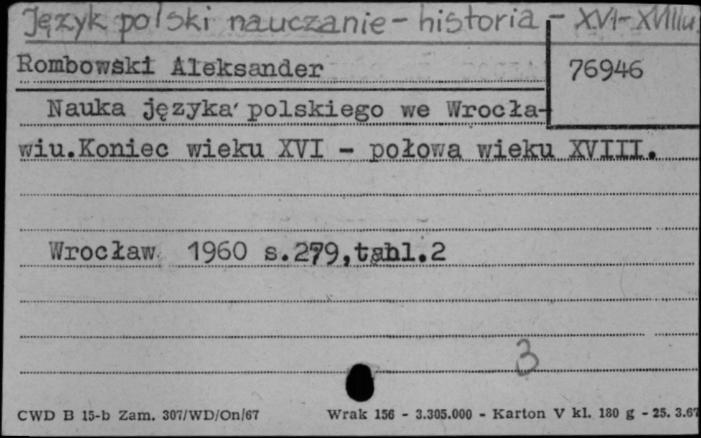 Język polski nauczanie - historia - XVI-XVIIIw.
Rombowski Aleksander
76946
Nauka języka polskiego we Wrocła-
wiu.Koniec wieku XVI - połowa wieku XVIII.
Wrocław 1960 s.279,tabl.2
3
CWD B 15-b Zam. 307/WD/On/67 Wrak 156 - 3.305.000 - Karton V kl. 180 g - 25. 3.67